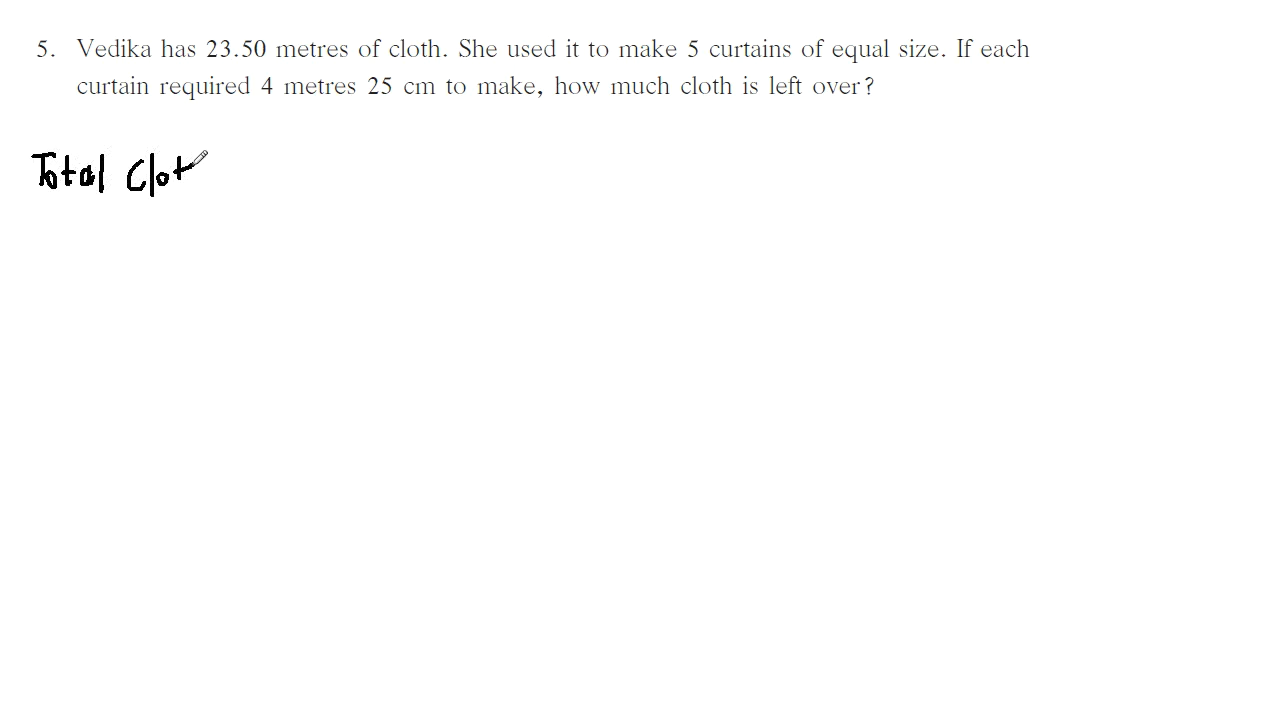 5. Vedika has 23.50 metres of cloth. She used it to make 5 curtains of equal size. If each
curtain required 4 metres 25 cm to make, how much cloth is left over?
Total Clot